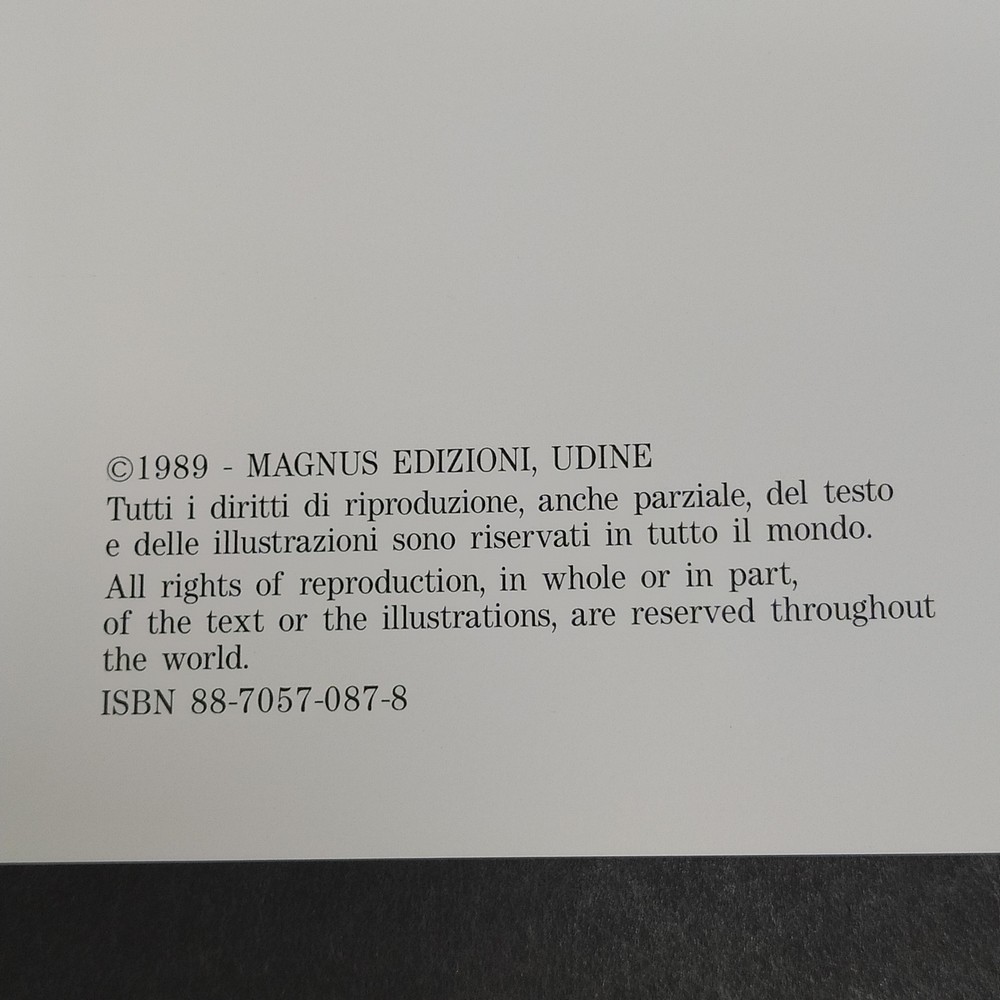 ©1989 - MAGNUS EDIZIONI, UDINE
Tutti i diritti di riproduzione, anche parziale, del testo
e delle illustrazioni sono riservati in tutto il mondo.
All rights of reproduction, in whole or in part,
of the text or the illustrations, are reserved throughout
the world.
ISBN 88-7057-087-8